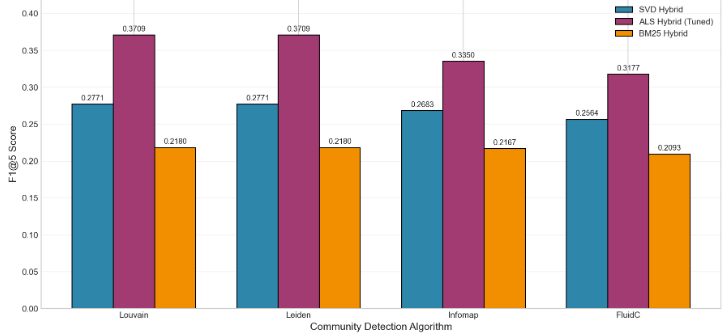 SVD Hybrid
ALS Hybrid (Tuned)
BM25 Hybrid
F1@5 Score
0.40
0.35
0.30
0.25
0.20
0.15
0.10
0.05
0.00
0.2771
0.3709
0.2180
0.2771
0.3709
0.2180
0.2683
0.3350
0.2167
0.2564
0.3177
0.2093
Louvain
Leiden
Infomap
FluidC
Community Detection Algorithm